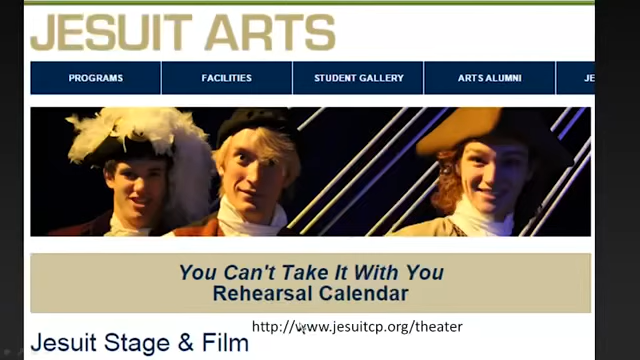 JESUIT ARTS
PROGRAMS
FACILITIES
STUDENT GALLERY
ARTS ALUMNI
JE
You Can't Take It With You
Rehearsal Calendar
http://www.jesuitcp.org/theater
Jesuit Stage & Film